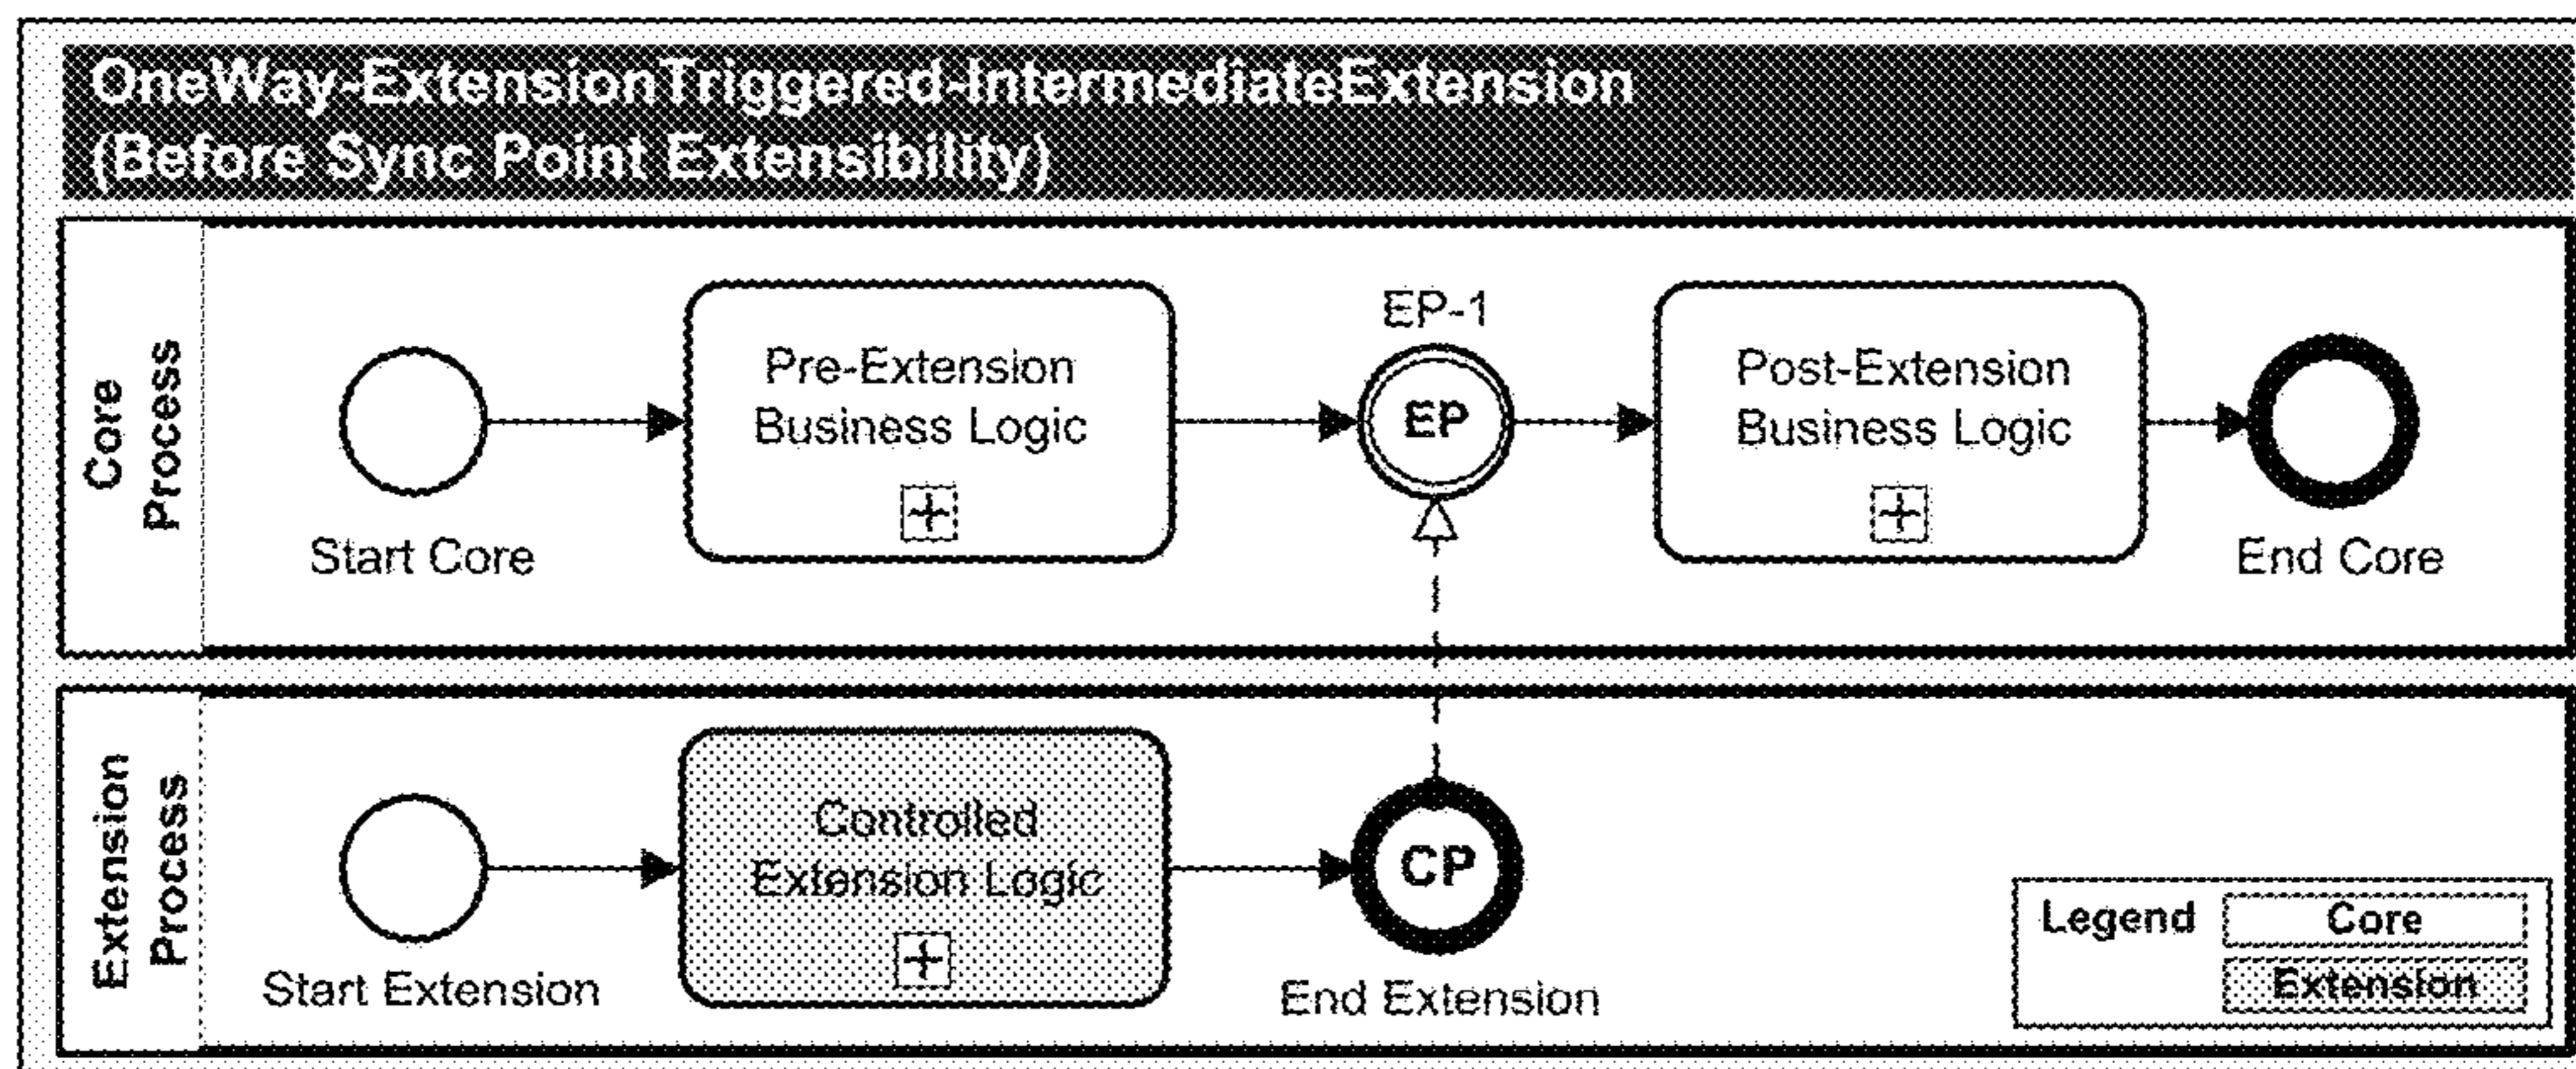 OneWay-ExtensionTriggered-IntermediateExtension
(Before Sync Point Extensibility)
Core
Process
Start Core
Pre-Extension
Business Logic
EP-1
EP
Post-Extension
Business Logic
End Core
Extension
Process
Start Extension
Controlled
Extension Logic
CP
End Extension
Legend
Core
Extension